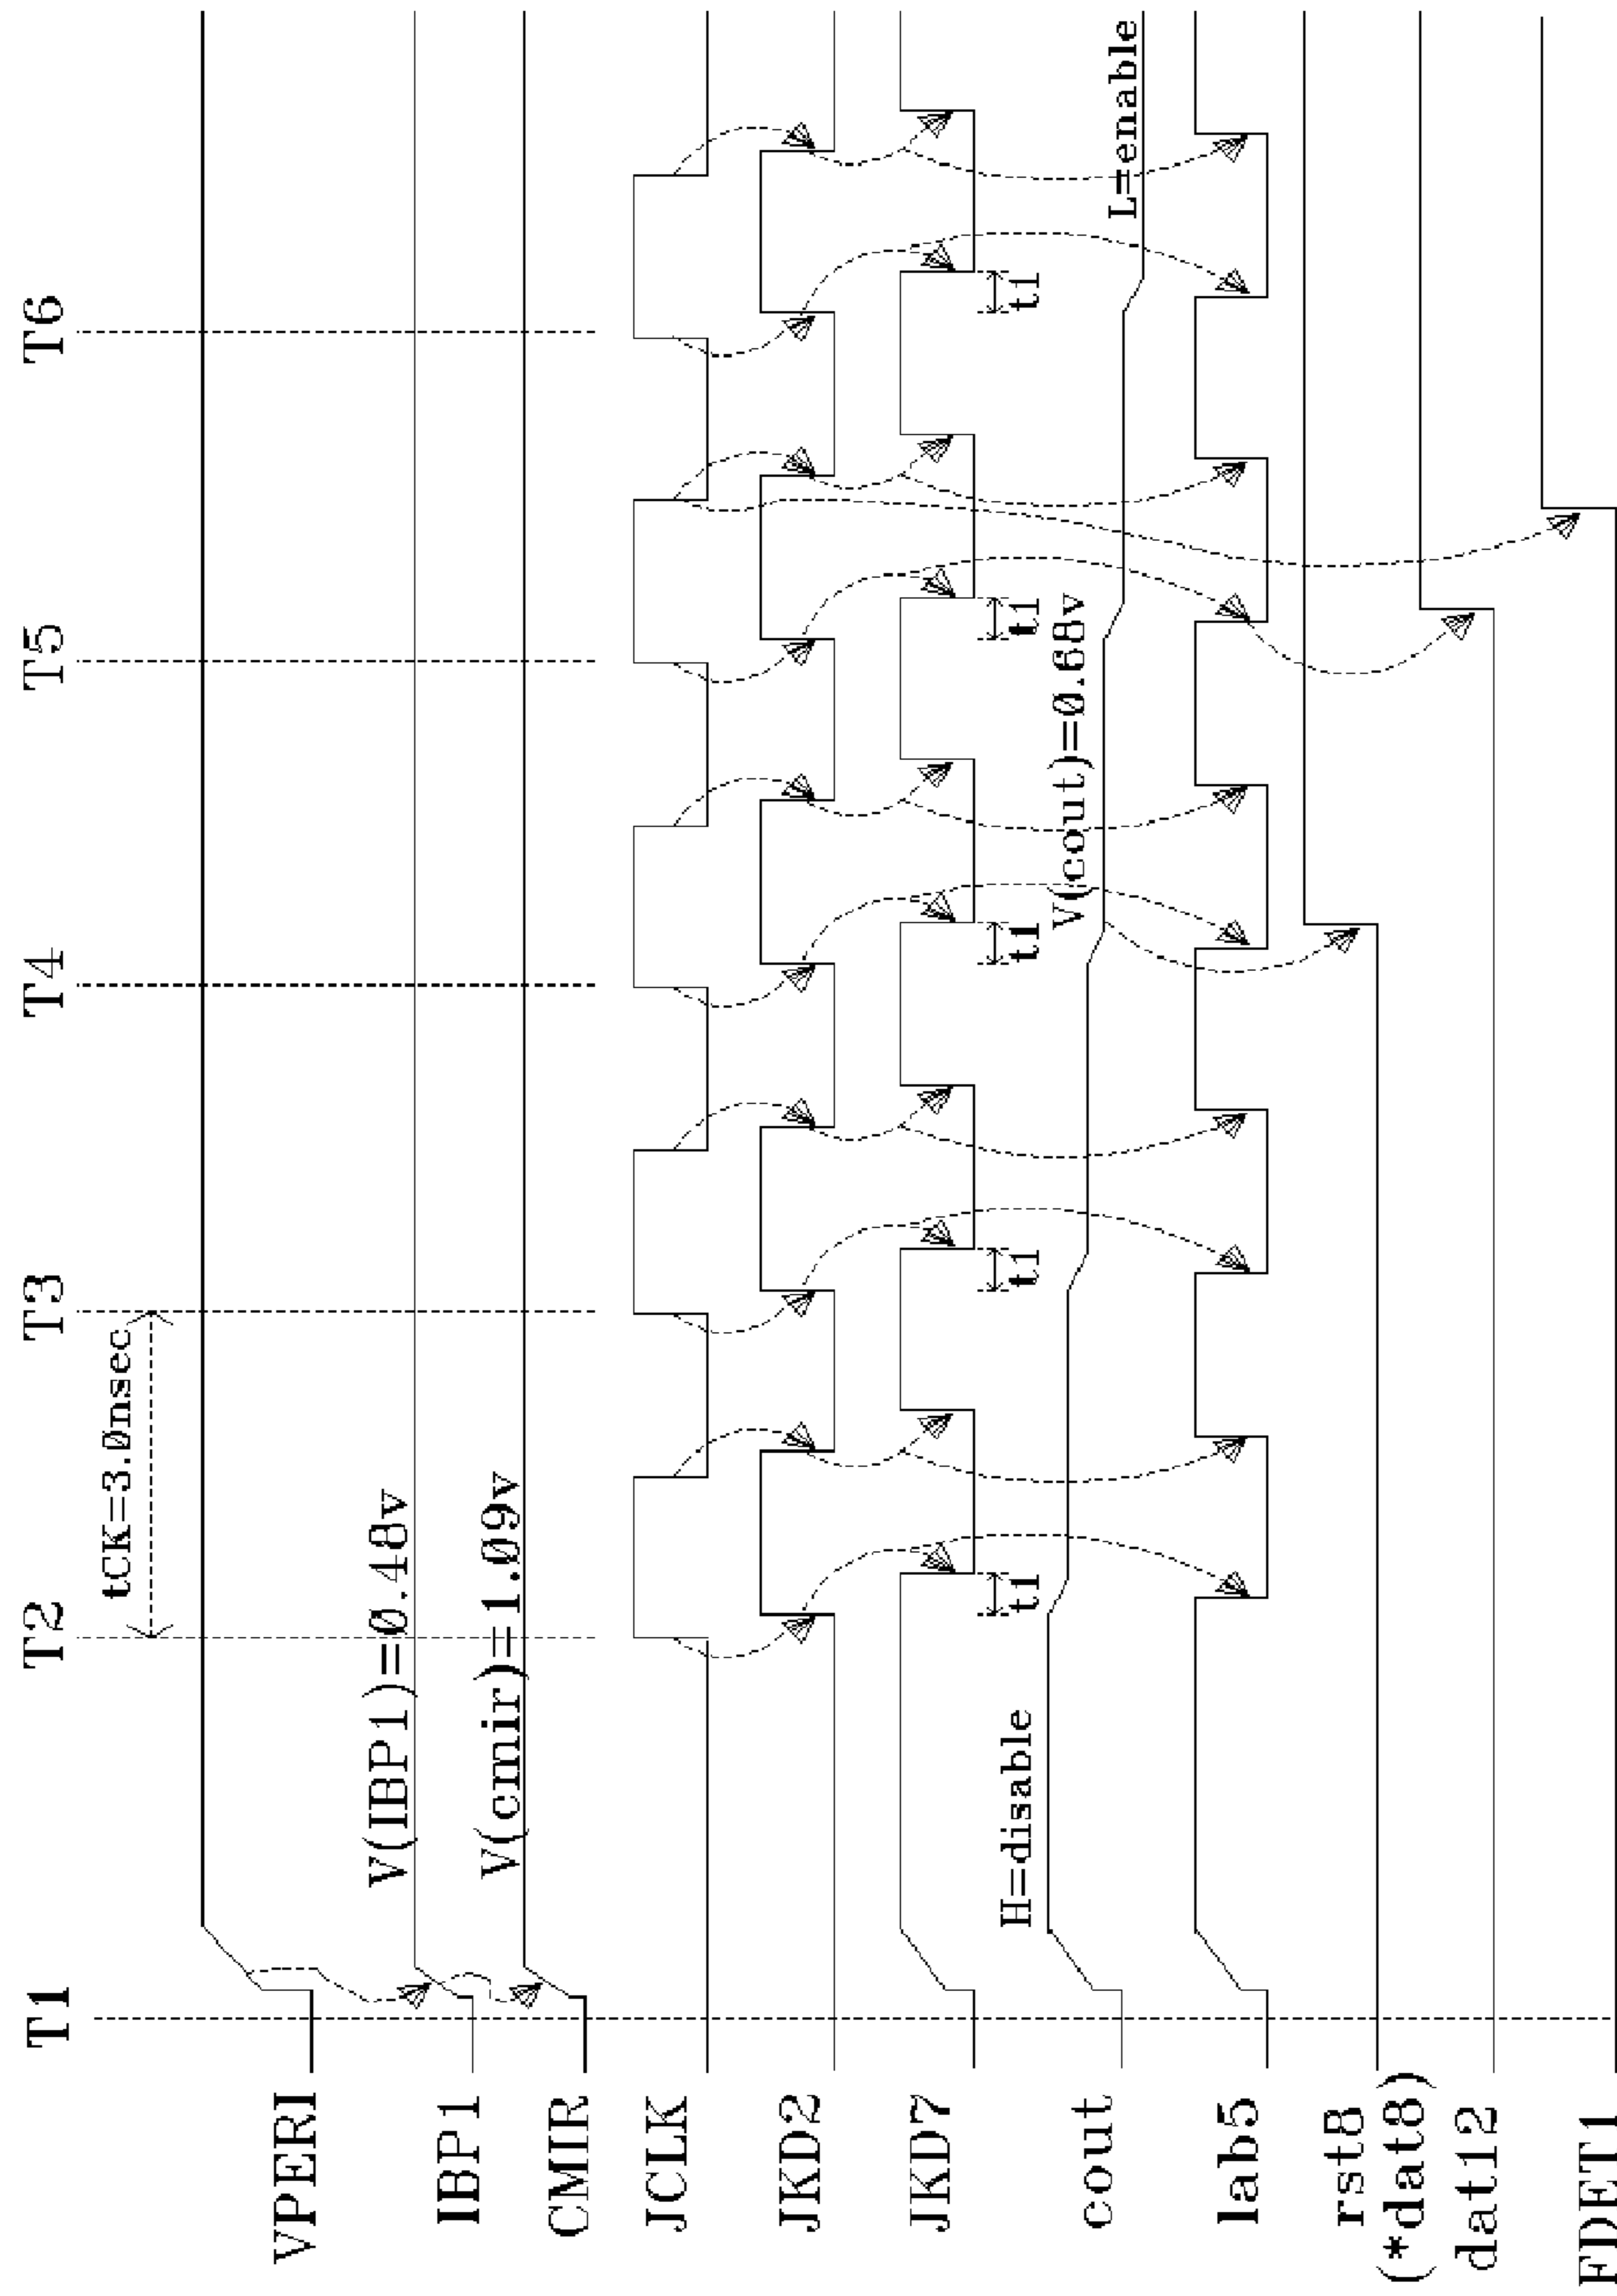 T1
T2
T3
T4
T5
T6
tCK=3.0nsec
VPERI
V(IBP1)=0.48v
IBP1
V(cmir)=1.09v
CMIR
JCLK
JKD2
JKD7
t1
t1
t1
t1
t1
H=disable
V(cout)=0.68v
L=enable
cout
lab5
rst8
(*dat8)
dat12
FDET1